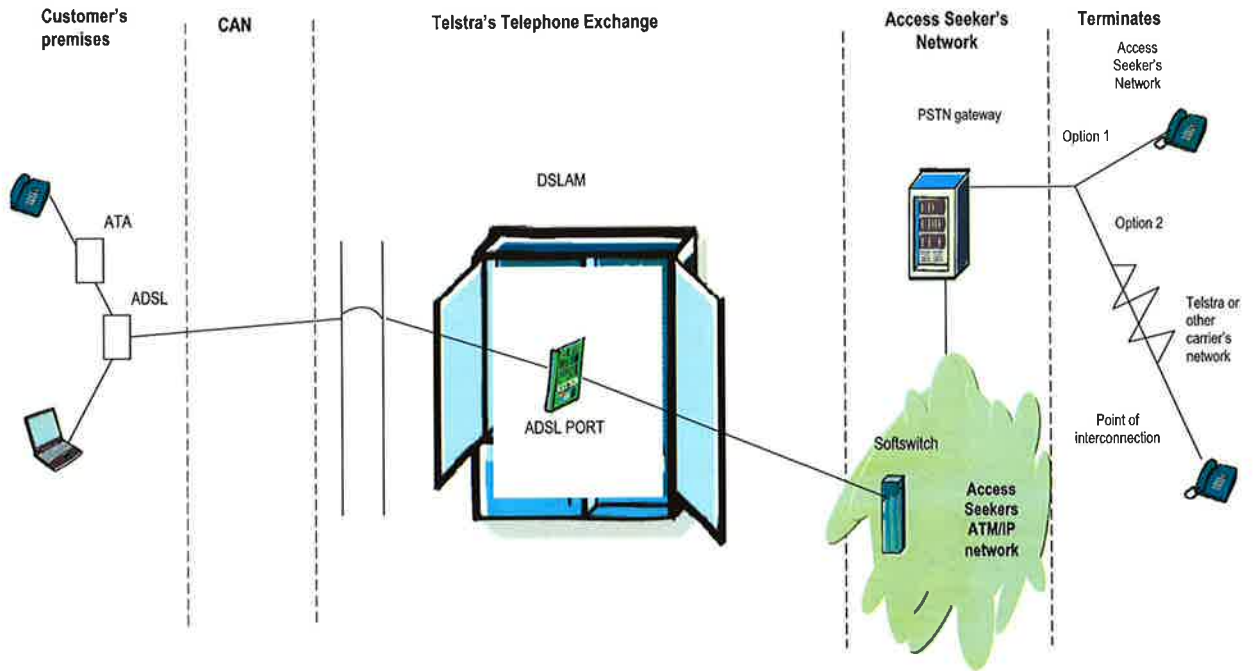 Customer's
premises
CAN
Telstra's Telephone Exchange
Access Seeker's
Network
Terminates
Access
Seeker's
Network
PSTN gateway
Option 1
DSLAM
ATA
Option 2
ADSL
Telstra or
other
carrier's
network
ADSL PORT
Point of
interconnection
Softswitch
Access
Seekers
ATM/IP
network